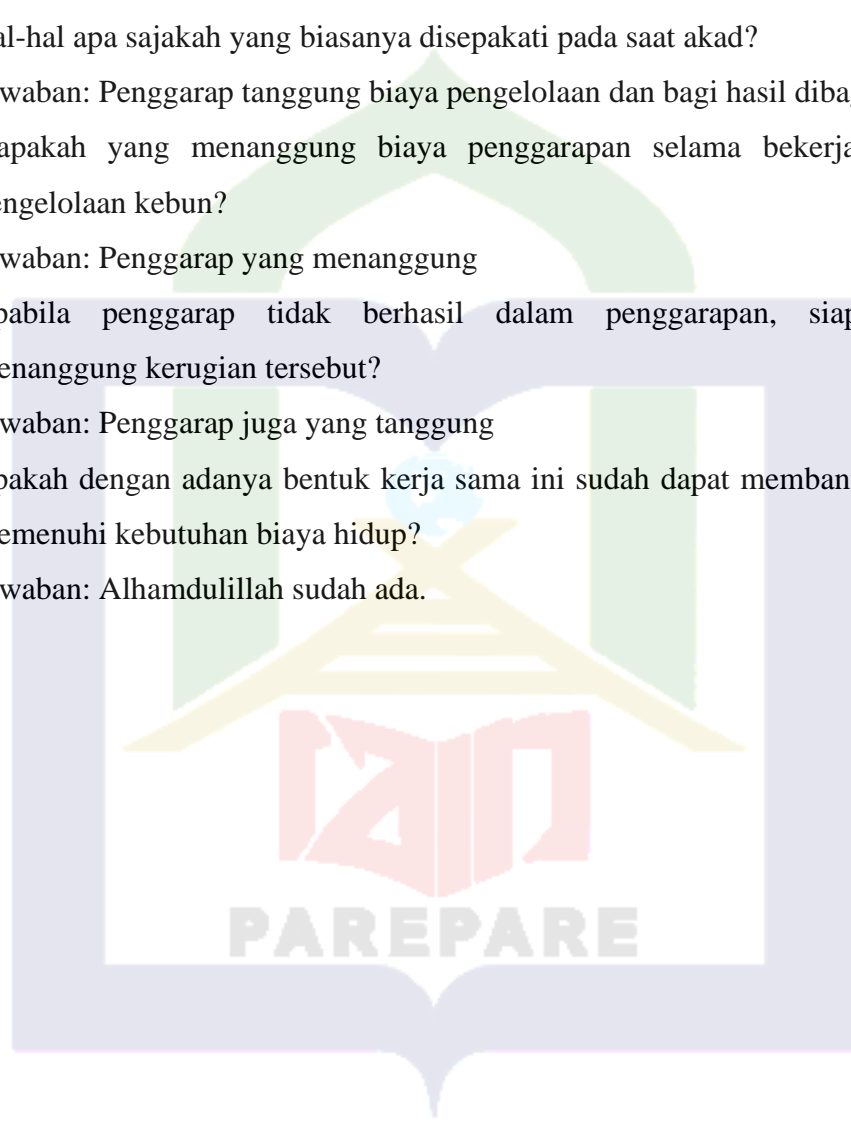 al-hal apa sajakah yang biasanya disepakati pada saat akad?
waban: Penggarap tanggung biaya pengelolaan dan bagi hasil dibag
apakah yang menanggung biaya penggarapan selama bekerja
engelolaan kebun?
waban: Penggarap yang menanggung
pabila penggarap tidak berhasil dalam penggarapan, siap
enanggung kerugian tersebut?
waban: Penggarap juga yang tanggung
pakah dengan adanya bentuk kerja sama ini sudah dapat memban
emenuhi kebutuhan biaya hidup?
waban: Alhamdulillah sudah ada.
iain
PAREPARE